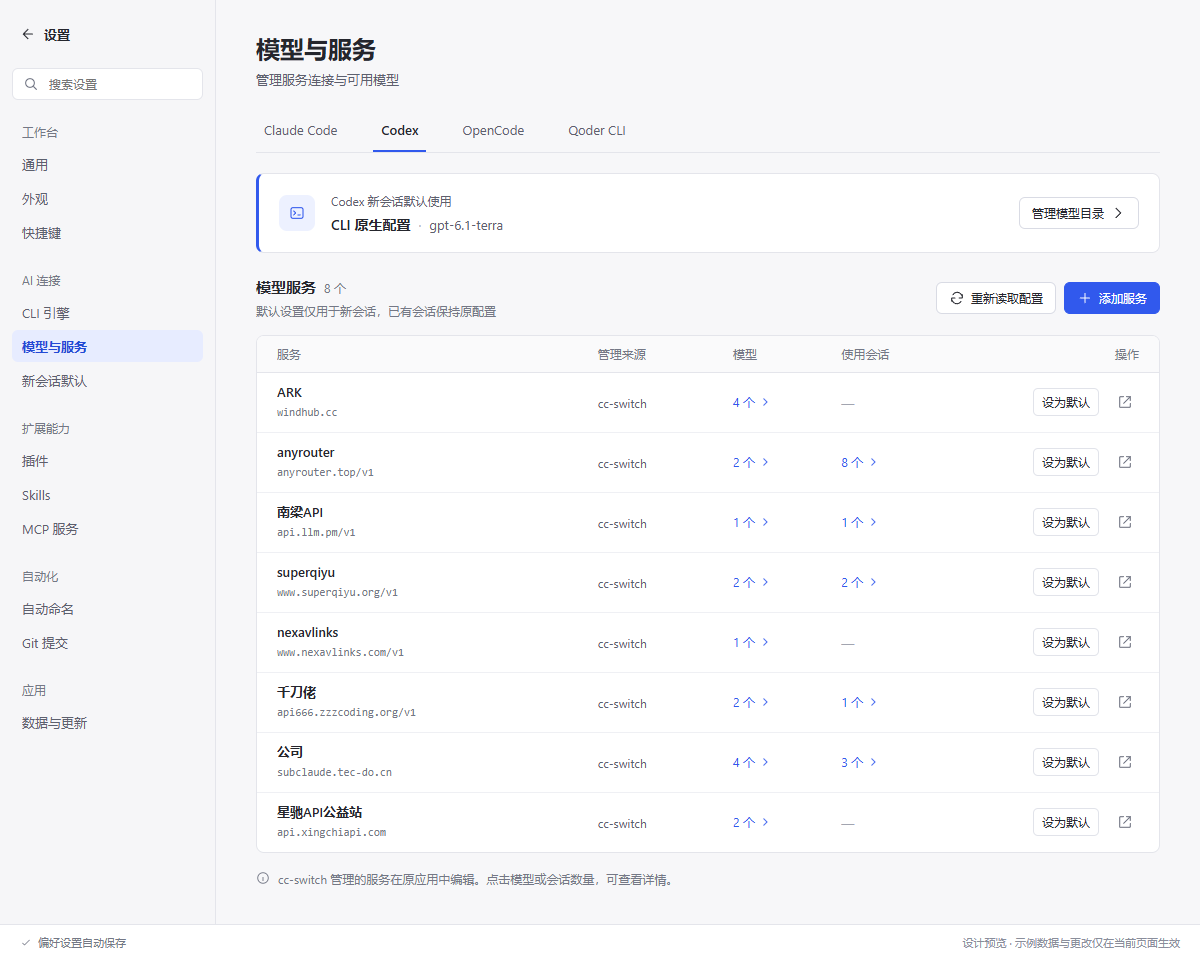 设置
搜索设置
工作台
通用
外观
快捷键
AI 连接
CLI 引擎
模型与服务
新会话默认
扩展能力
插件
Skills
MCP 服务
自动化
自动命名
Git 提交
应用
数据与更新
模型与服务
管理服务连接与可用模型
Claude Code Codex OpenCode Qoder CLI
Codex 新会话默认使用
CLI 原生配置 · gpt-6.1-terra
管理模型目录
模型服务 8 个
默认设置仅用于新会话，已有会话保持原配置
重新读取配置 添加服务
服务 管理来源 模型 使用会话 操作
ARK
windhub.cc
cc-switch 4 个 — 设为默认
anyrouter
anyrouter.top/v1
cc-switch 2 个 8 个 设为默认
南梁API
api.llm.pm/v1
cc-switch 1 个 1 个 设为默认
superqiyu
www.superqiyu.org/v1
cc-switch 2 个 2 个 设为默认
nexavlinks
www.nexavlinks.com/v1
cc-switch 1 个 — 设为默认
千刀佬
api666.zzzcoding.org/v1
cc-switch 2 个 1 个 设为默认
公司
subclaude.tec-do.cn
cc-switch 4 个 3 个 设为默认
星驰API公益站
api.xingchiapi.com
cc-switch 2 个 — 设为默认
cc-switch 管理的服务在原应用中编辑。点击模型或会话数量，可查看详情。
偏好设置自动保存
设计预览 · 示例数据与更改仅在当前页面生效